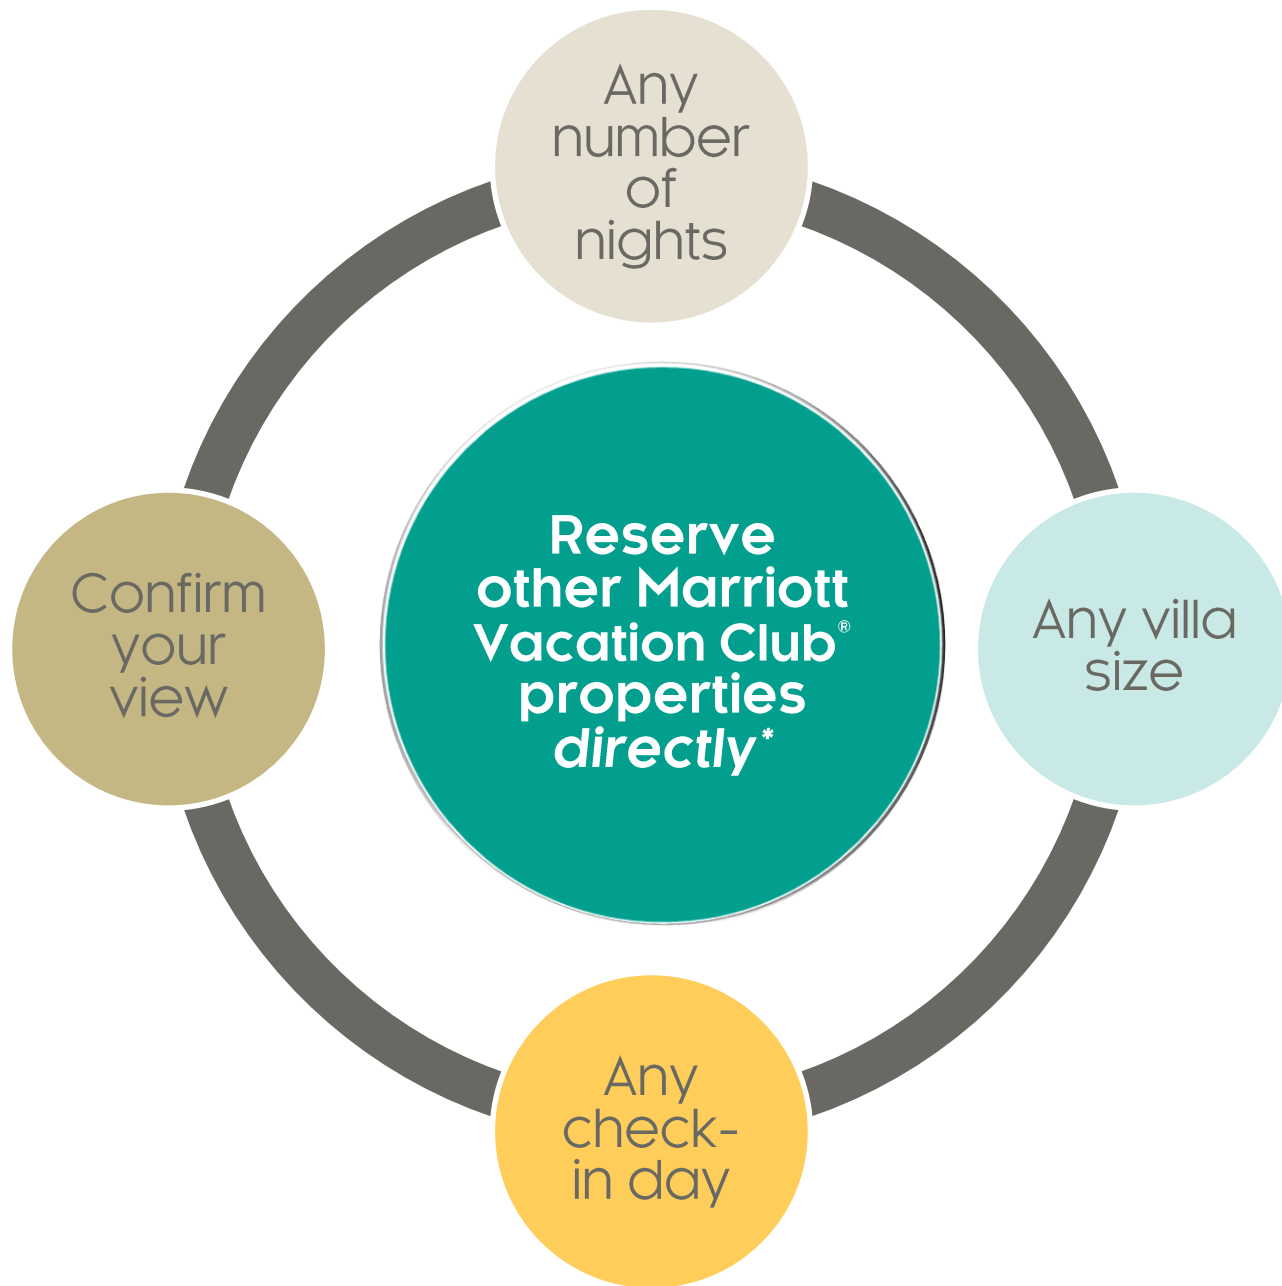 Any
number
of
nights
Confirm
your
view
Reserve
other Marriott
Vacation Club®
properties
directly*
Any villa
size
Any
check-
in day